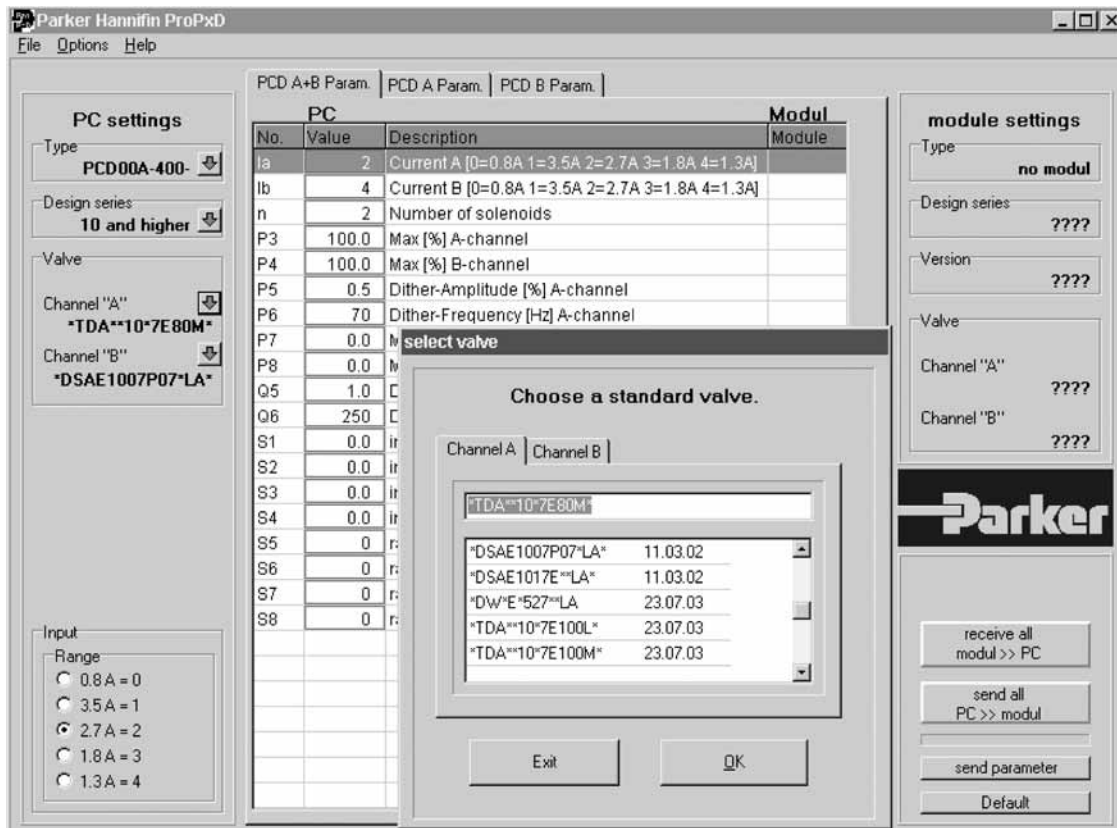 Parker Hannifin ProPxD
File Options Help
PC settings
Type
PCD00A-400-
Design series
10 and higher
Valve
Channel "A"
*TDA**10*7E80M*
Channel "B"
*DSAE1007P07*LA*
Input
Range
0.8 A = 0
3.5 A = 1
2.7 A = 2
1.8 A = 3
1.3 A = 4
PCD A+B Param. PCD A Param. PCD B Param.
PC Modul
No. Value Description Module
Ia 2 Current A [0=0.8A 1=3.5A 2=2.7A 3=1.8A 4=1.3A]
Ib 4 Current B [0=0.8A 1=3.5A 2=2.7A 3=1.8A 4=1.3A]
n 2 Number of solenoids
P3 100.0 Max [%] A-channel
P4 100.0 Max [%] B-channel
P5 0.5 Dither-Amplitude [%] A-channel
P6 70 Dither-Frequency [Hz] A-channel
P7 0.0
P8 0.0
Q5 1.0
Q6 250
S1 0.0
S2 0.0
S3 0.0
S4 0.0
S5 0
S6 0
S7 0
S8 0
select valve
Choose a standard valve.
Channel A Channel B
*TDA**10*7E80M*
*DSAE1007P07*LA* 11.03.02
*DSAE1017E**LA* 11.03.02
*DW*E*527**LA 23.07.03
*TDA**10*7E100L* 23.07.03
*TDA**10*7E100M* 23.07.03
Exit OK
module settings
Type
no modul
Design series
????
Version
????
Valve
Channel "A"
????
Channel "B"
????
Parker
receive all
modul >> PC
send all
PC >> modul
send parameter
Default